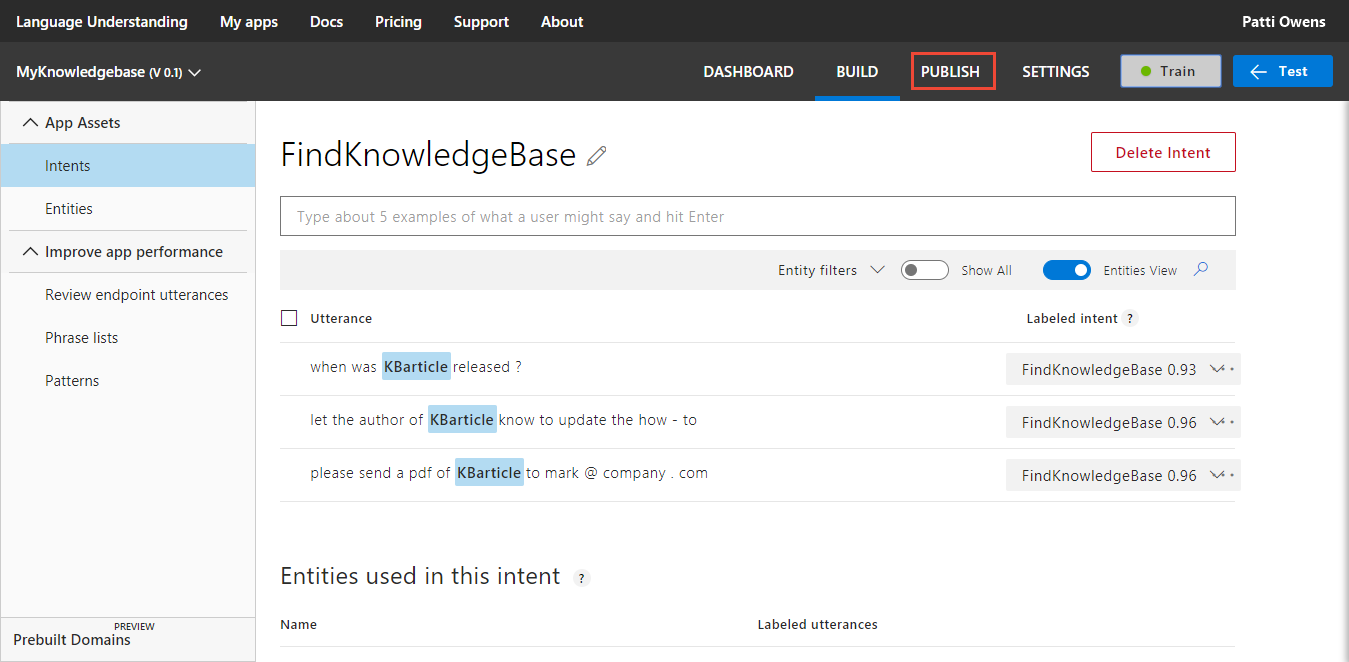 Language Understanding My apps Docs Pricing Support About Patti Owens
MyKnowledgebase (V 0.1) DASHBOARD BUILD PUBLISH SETTINGS Train Test
App Assets
Intents
Entities
Improve app performance
Review endpoint utterances
Phrase lists
Patterns
PREVIEW
Prebuilt Domains
FindKnowledgeBase Delete Intent
Type about 5 examples of what a user might say and hit Enter
Entity filters Show All Entities View
Utterance Labeled intent ?
when was KBarticle released ? FindKnowledgeBase 0.93
let the author of KBarticle know to update the how - to FindKnowledgeBase 0.96
please send a pdf of KBarticle to mark @ company . com FindKnowledgeBase 0.96
Entities used in this intent ?
Name Labeled utterances